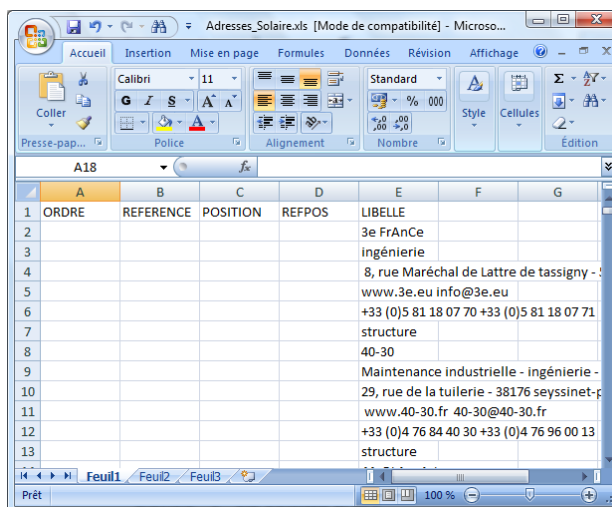 Adresses_Solaire.xls [Mode de compatibilité] - Microso...
Accueil Insertion Mise en page Formules Données Révision Affichage
Coller
Calibri 11
G I S A A
A
Standard
% 000
,00 ,0
Style Cellules
Σ
Presse-pap... Police Alignement Nombre Édition
A18 fx
A B C D E F G
1 ORDRE REFERENCE POSITION REFPOS LIBELLE
2 3e FrAnCe
3 ingénierie
4 8, rue Maréchal de Lattre de tassigny -
5 www.3e.eu info@3e.eu
6 +33 (0)5 81 18 07 70 +33 (0)5 81 18 07 71
7 structure
8 40-30
9 Maintenance industrielle - ingénierie -
10 29, rue de la tuilerie - 38176 seyssinet-p
11 www.40-30.fr 40-30@40-30.fr
12 +33 (0)4 76 84 40 30 +33 (0)4 76 96 00 13
13 structure
Feuil1 Feuil2 Feuil3
Prêt 100 %